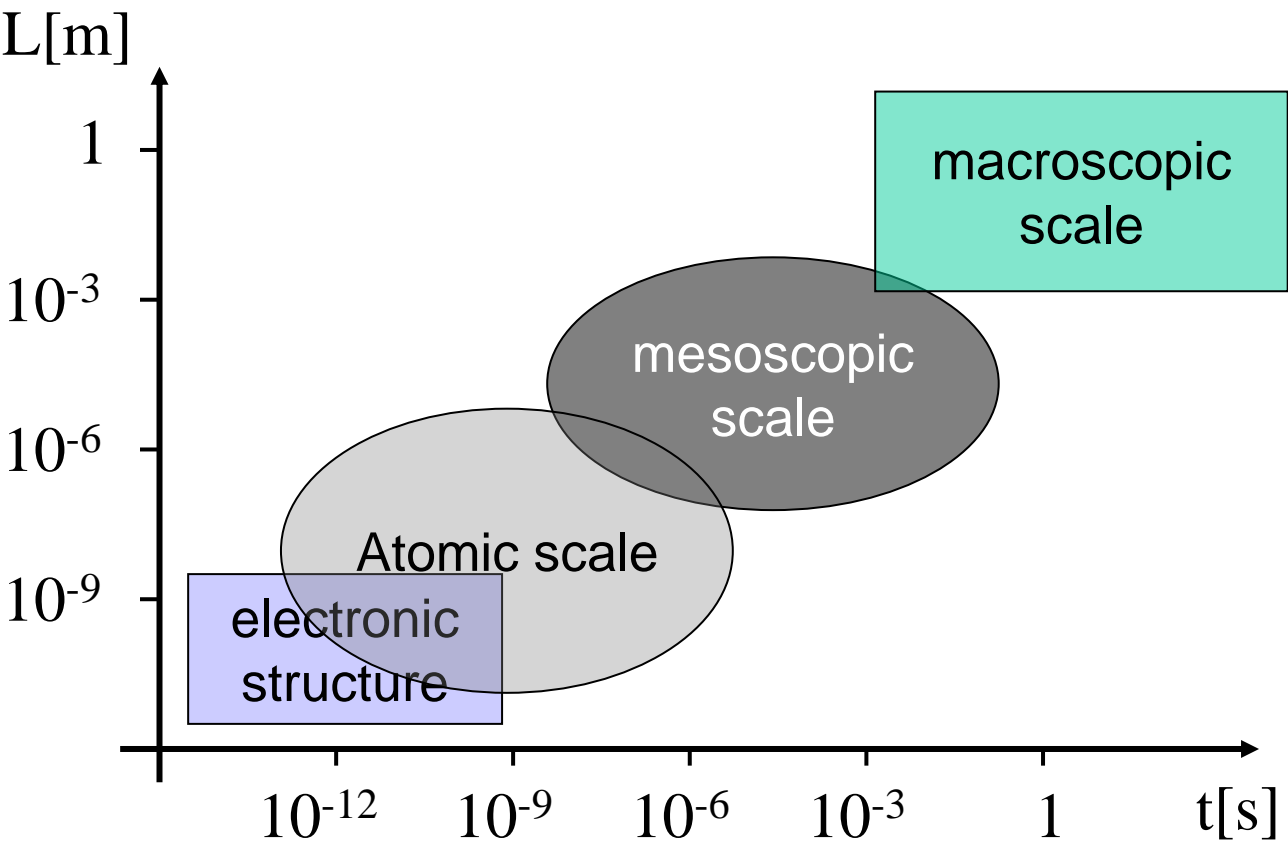 L[m]
1
macroscopic
scale
10-3
mesoscopic
scale
10-6
Atomic scale
10-9
electronic
structure
10-12 10-9 10-6 10-3 1 t[s]